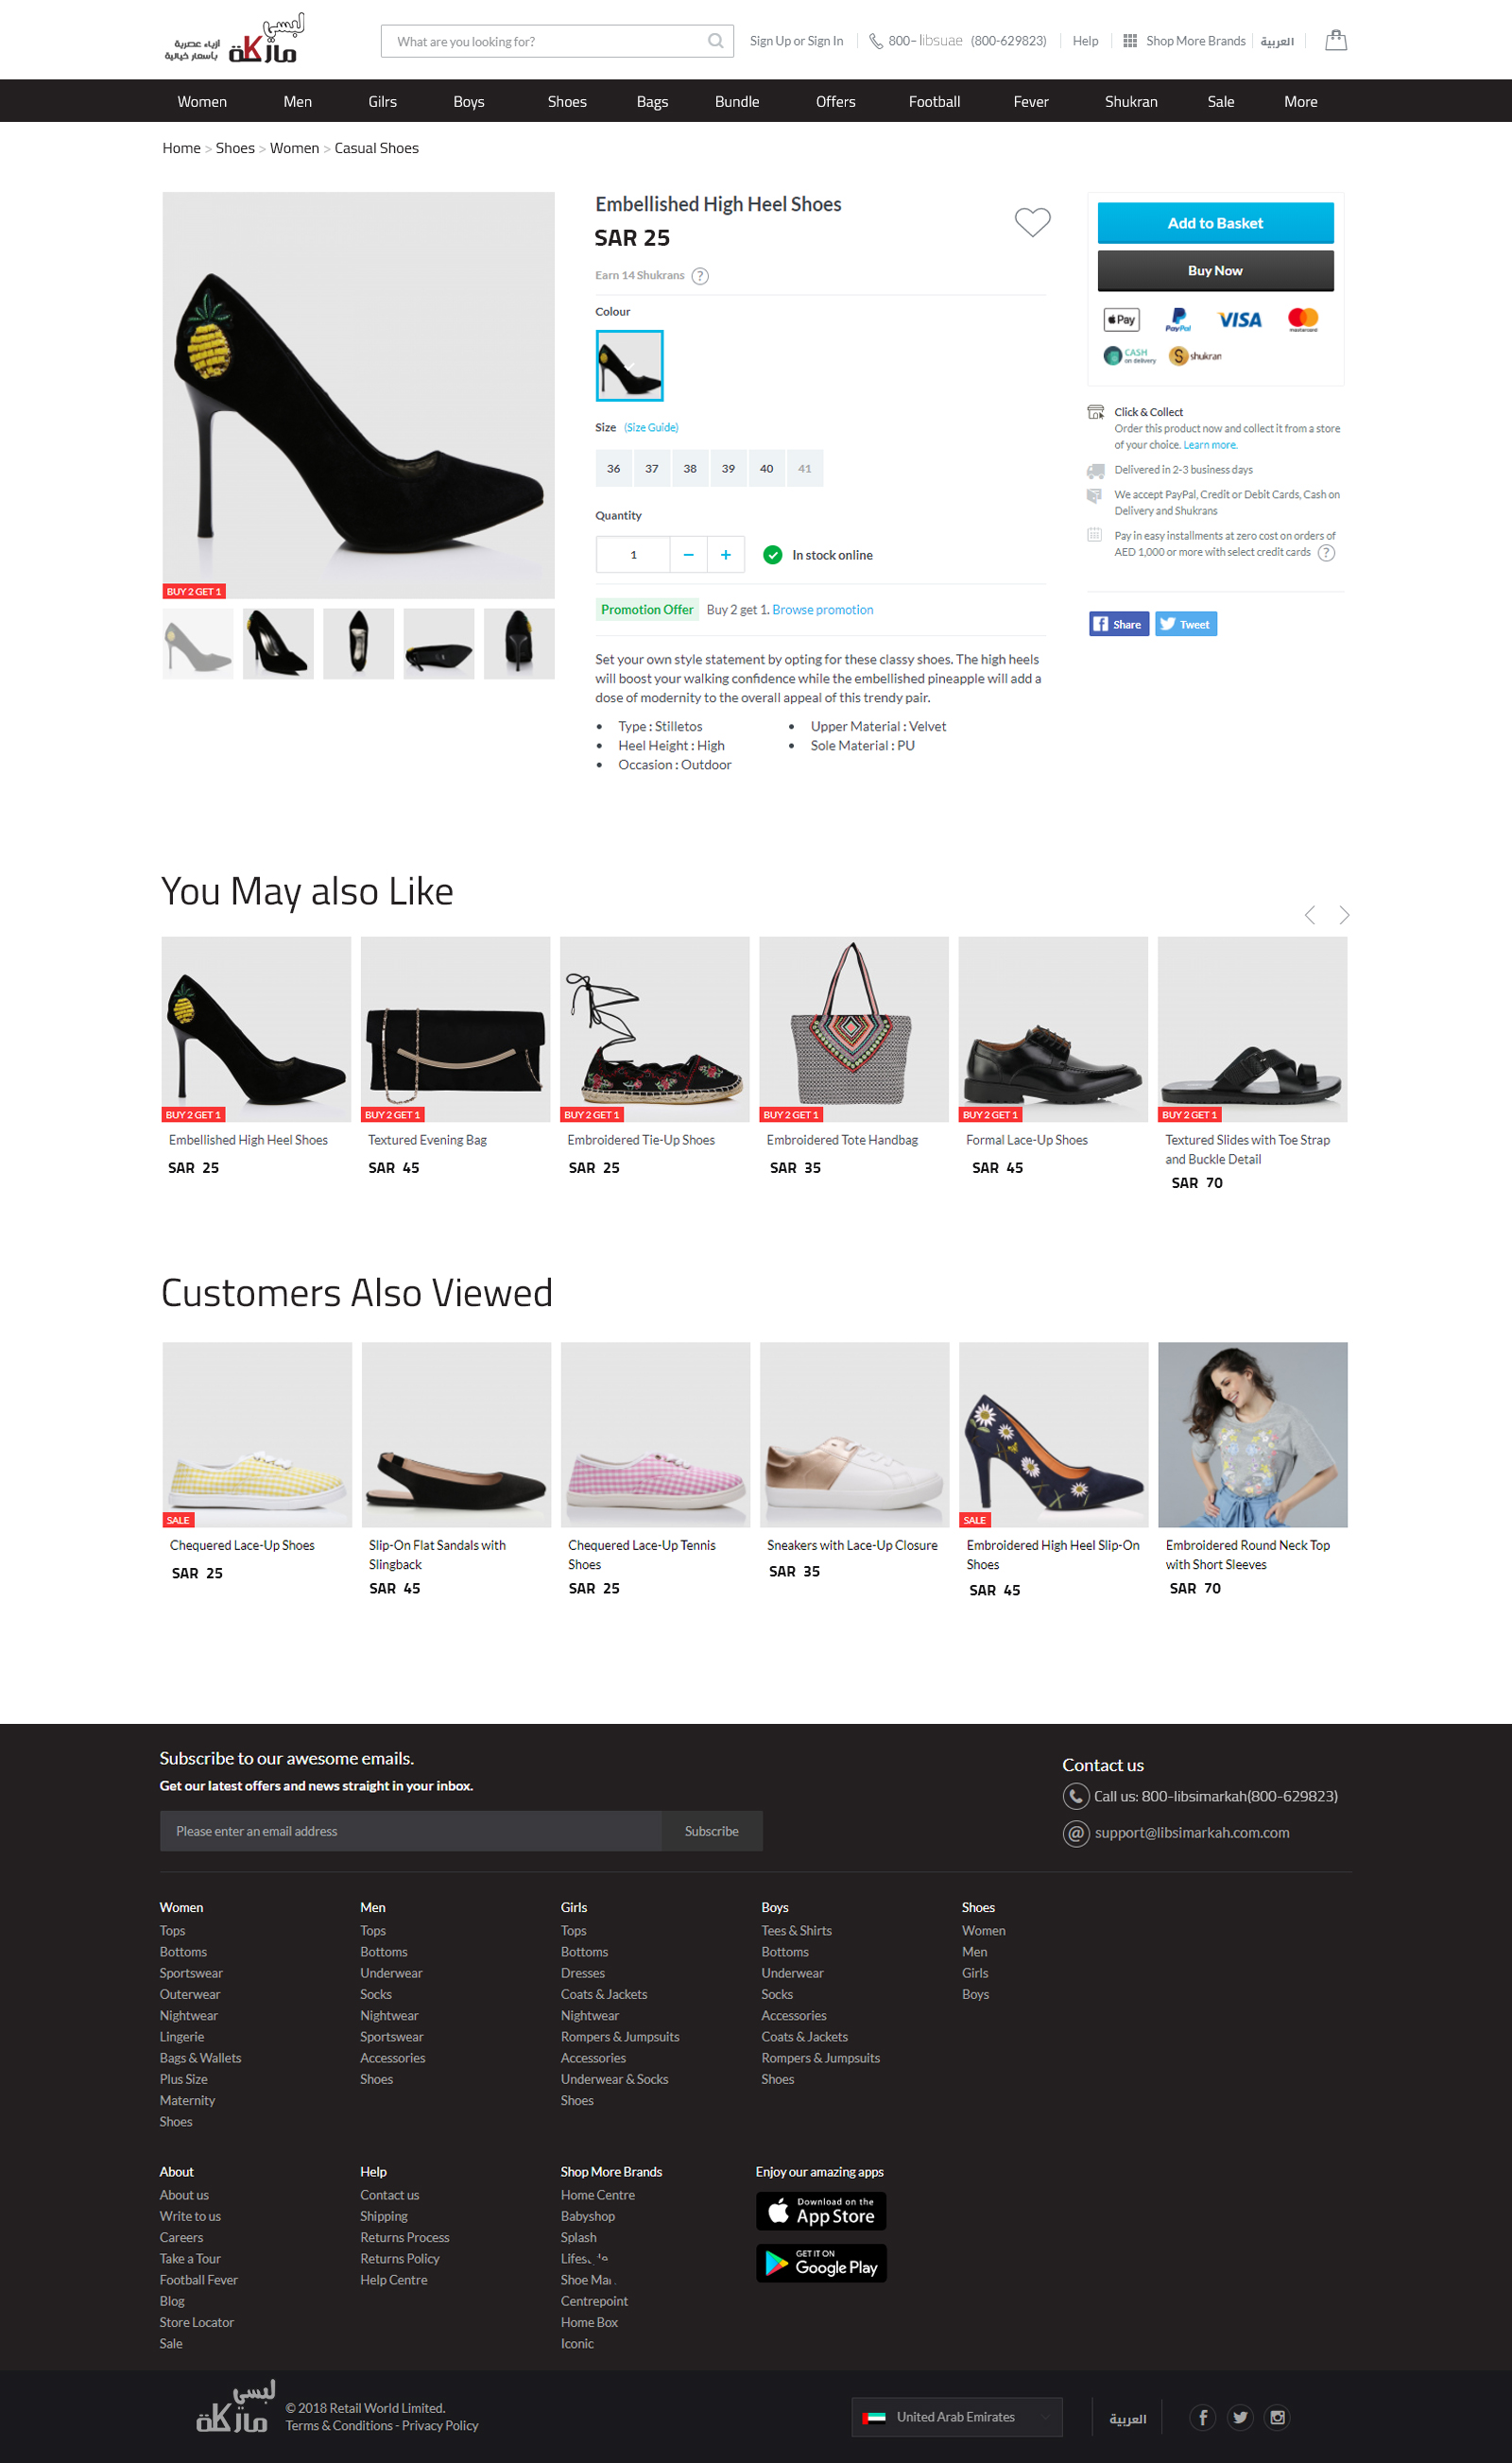 لبسي
ماركة
أزياء عصرية
بأسعار خيالية
What are you looking for?
Sign Up or Sign In
800– libsuae (800-629823)
Help
Shop More Brands
العربية
Women Men Gilrs Boys Shoes Bags Bundle Offers Football Fever Shukran Sale More
Home > Shoes > Women > Casual Shoes
Embellished High Heel Shoes
SAR 25
Earn 14 Shukrans ?
Colour
Size (Size Guide)
36 37 38 39 40 41
Quantity
1 − +
In stock online
Promotion Offer Buy 2 get 1. Browse promotion
Set your own style statement by opting for these classy shoes. The high heels
will boost your walking confidence while the embellished pineapple will add a
dose of modernity to the overall appeal of this trendy pair.
• Type : Stilletos
• Heel Height : High
• Occasion : Outdoor
• Upper Material : Velvet
• Sole Material : PU
BUY 2 GET 1
Add to Basket
Buy Now
Pay PayPal VISA mastercard
CASH on delivery shukran
Click & Collect
Order this product now and collect it from a store
of your choice. Learn more.
Delivered in 2-3 business days
We accept PayPal, Credit or Debit Cards, Cash on
Delivery and Shukrans
Pay in easy installments at zero cost on orders of
AED 1,000 or more with select credit cards ?
Share Tweet
You May also Like
BUY 2 GET 1 BUY 2 GET 1 BUY 2 GET 1 BUY 2 GET 1 BUY 2 GET 1 BUY 2 GET 1
Embellished High Heel Shoes
SAR 25
Textured Evening Bag
SAR 45
Embroidered Tie-Up Shoes
SAR 25
Embroidered Tote Handbag
SAR 35
Formal Lace-Up Shoes
SAR 45
Textured Slides with Toe Strap
and Buckle Detail
SAR 70
Customers Also Viewed
SALE
Chequered Lace-Up Shoes
SAR 25
Slip-On Flat Sandals with
Slingback
SAR 45
Chequered Lace-Up Tennis
Shoes
SAR 25
Sneakers with Lace-Up Closure
SAR 35
SALE
Embroidered High Heel Slip-On
Shoes
SAR 45
Embroidered Round Neck Top
with Short Sleeves
SAR 70
Subscribe to our awesome emails.
Get our latest offers and news straight in your inbox.
Please enter an email address
Subscribe
Contact us
Call us: 800-libsimarkah(800-629823)
@ support@libsimarkah.com.com
Women
Tops
Bottoms
Sportswear
Outerwear
Nightwear
Lingerie
Bags & Wallets
Plus Size
Maternity
Shoes
Men
Tops
Bottoms
Underwear
Socks
Nightwear
Sportswear
Accessories
Shoes
Girls
Tops
Bottoms
Dresses
Coats & Jackets
Nightwear
Rompers & Jumpsuits
Accessories
Underwear & Socks
Shoes
Boys
Tees & Shirts
Bottoms
Underwear
Socks
Accessories
Coats & Jackets
Rompers & Jumpsuits
Shoes
Shoes
Women
Men
Girls
Boys
About
About us
Write to us
Careers
Take a Tour
Football Fever
Blog
Store Locator
Sale
Help
Contact us
Shipping
Returns Process
Returns Policy
Help Centre
Shop More Brands
Home Centre
Babyshop
Splash
Shoe
Centrepoint
Home Box
Iconic
Enjoy our amazing apps
Download on the
App Store
GET IT ON
Google Play
لبسي
ماركة
© 2018 Retail World Limited.
Terms & Conditions - Privacy Policy
United Arab Emirates
العربية